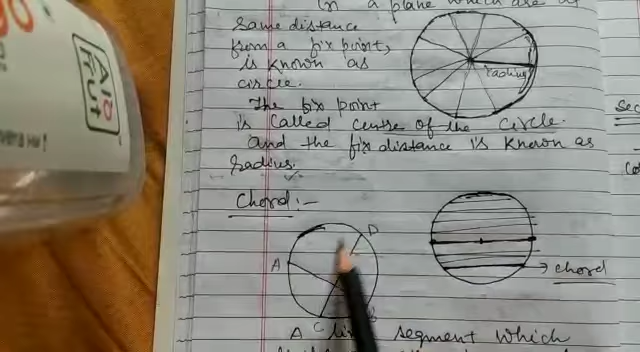 in a plane which are at
same distance
from a fix point,
is known as
circle.
The fix point
is called centre of the circle.
and the fix distance is known as
radius.
radius
Chord:-
A
D
C
chord
A line segment which